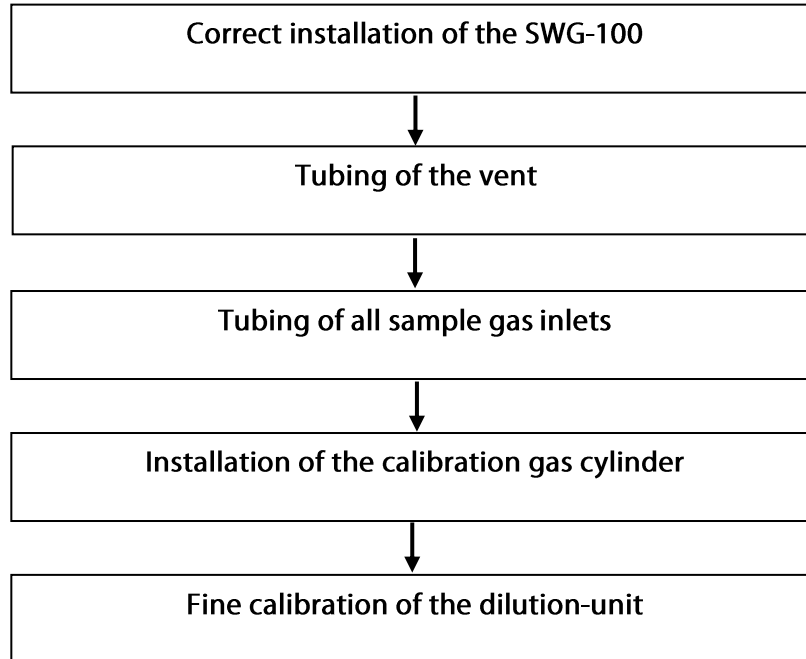 Correct installation of the SWG-100
Tubing of the vent
Tubing of all sample gas inlets
Installation of the calibration gas cylinder
Fine calibration of the dilution-unit